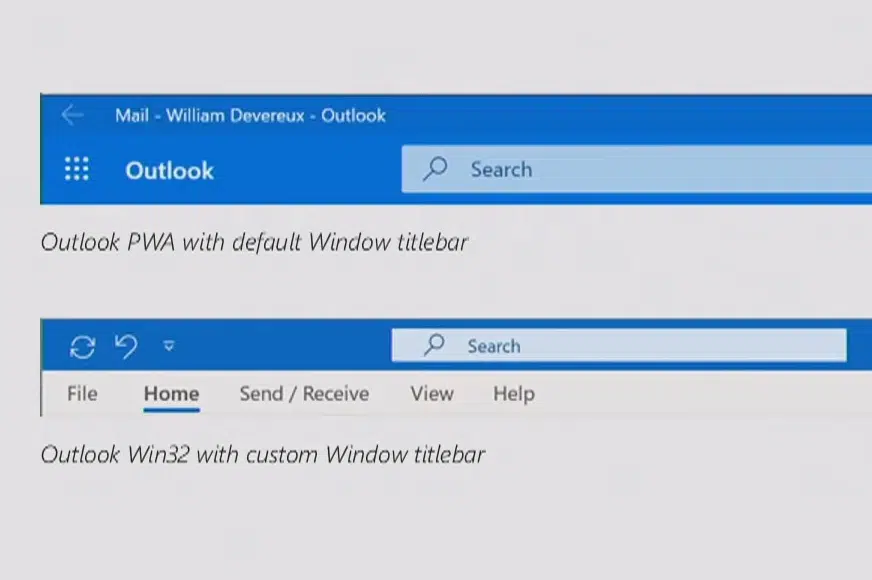 Mail - William Devereux - Outlook
Outlook
Search
Outlook PWA with default Window titlebar
Search
File Home Send / Receive View Help
Outlook Win32 with custom Window titlebar